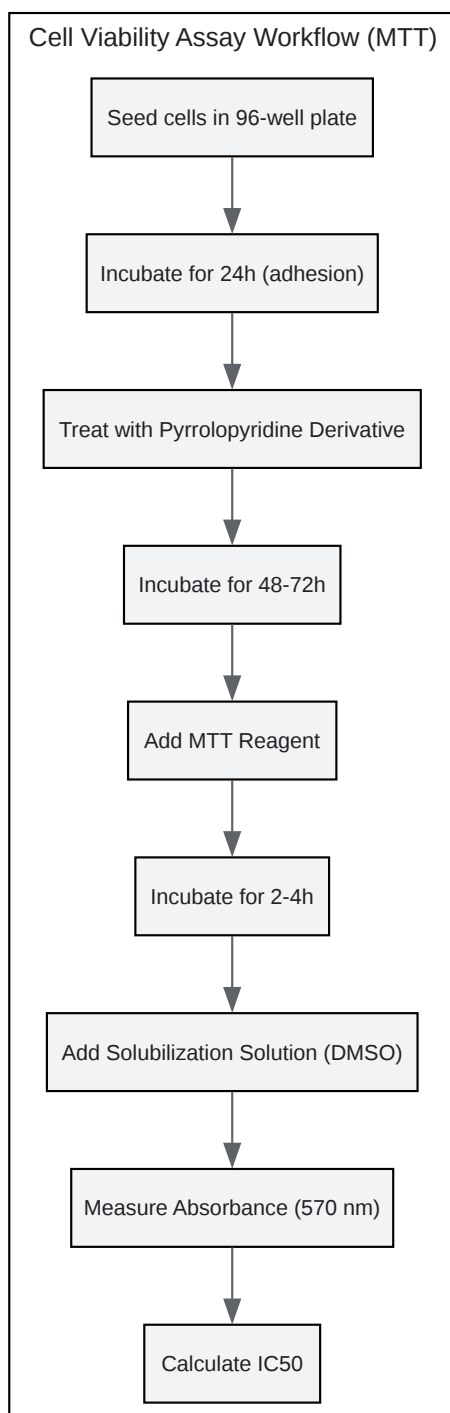 Cell Viability Assay Workflow (MTT)
Seed cells in 96-well plate
Incubate for 24h (adhesion)
Treat with Pyrrolopyridine Derivative
Incubate for 48-72h
Add MTT Reagent
Incubate for 2-4h
Add Solubilization Solution (DMSO)
Measure Absorbance (570 nm)
Calculate IC50